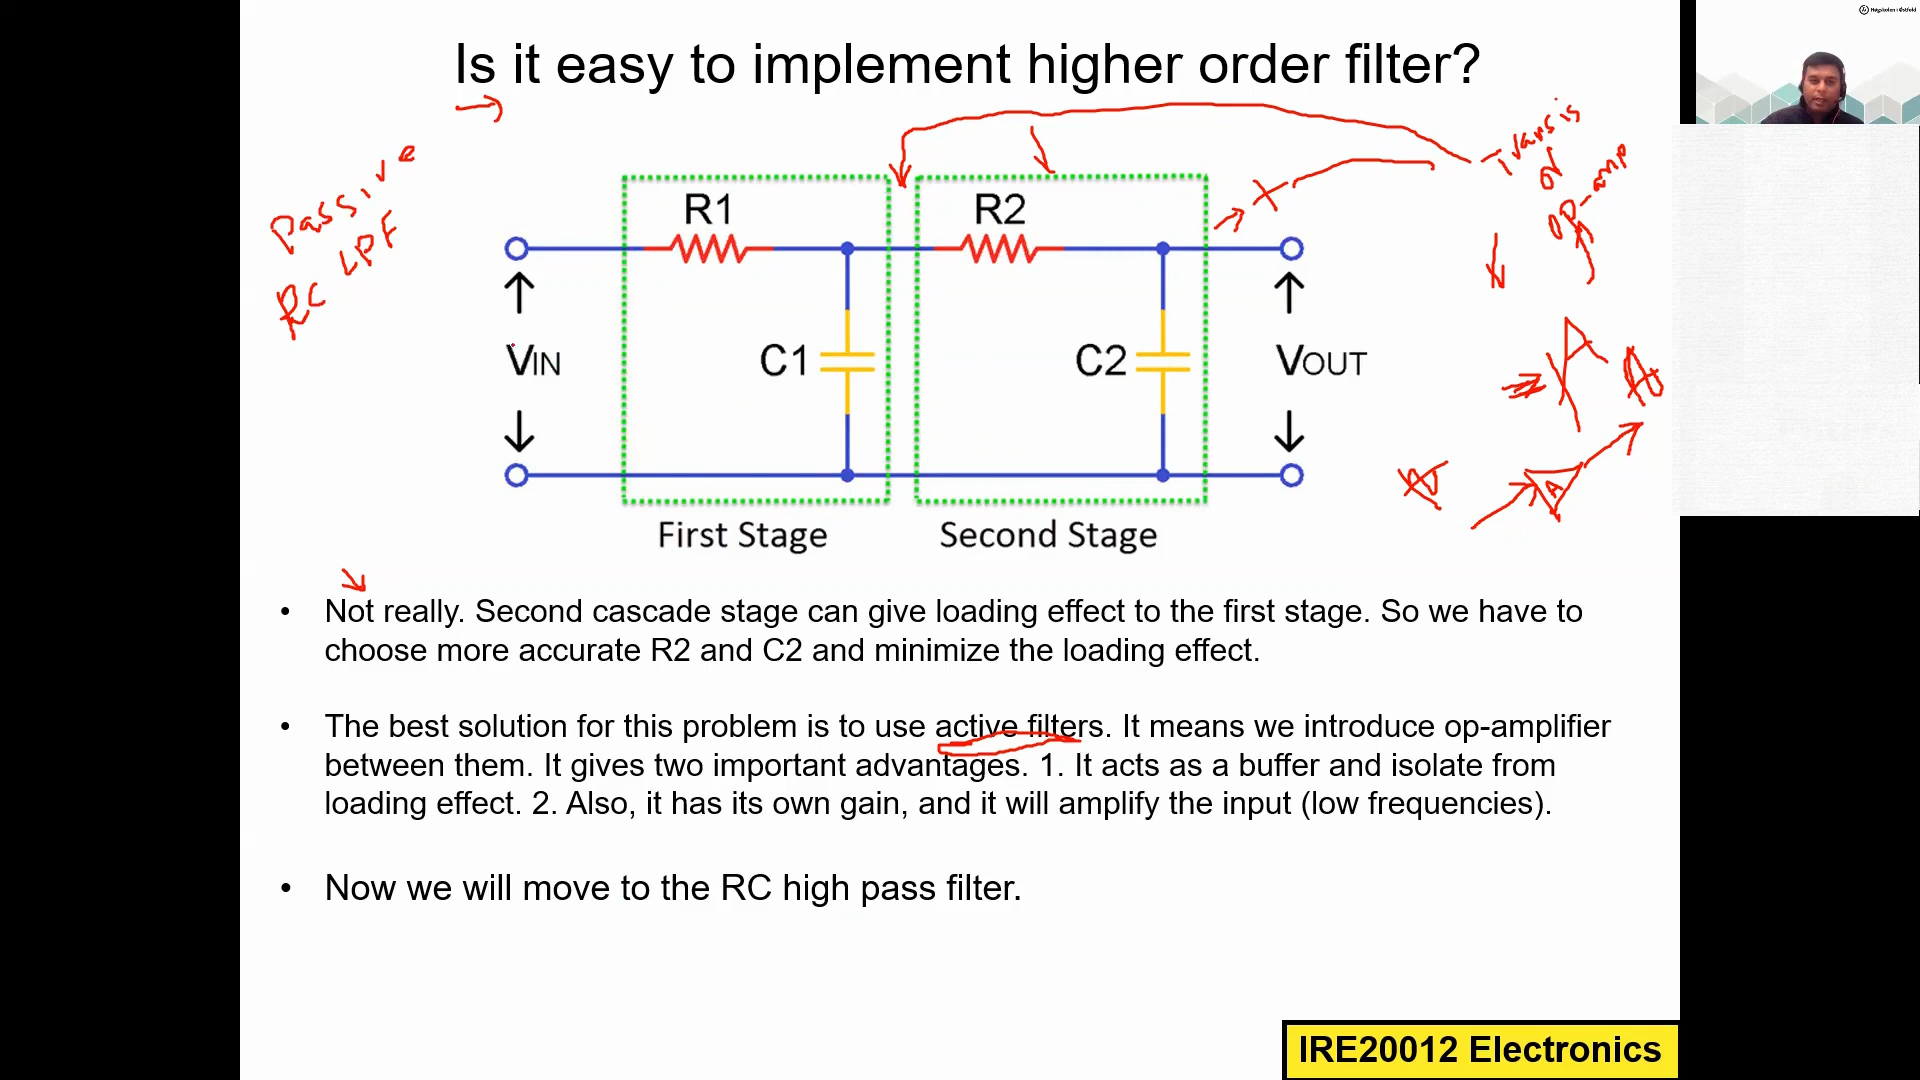 Høgskolen i Østfold
Is it easy to implement higher order filter?
Passive
RC LPF
Transis
or
op-amp
R1
R2
VIN
C1
C2
VOUT
A
A
First Stage
Second Stage
• Not really. Second cascade stage can give loading effect to the first stage. So we have to
choose more accurate R2 and C2 and minimize the loading effect.
• The best solution for this problem is to use active filters. It means we introduce op-amplifier
between them. It gives two important advantages. 1. It acts as a buffer and isolate from
loading effect. 2. Also, it has its own gain, and it will amplify the input (low frequencies).
• Now we will move to the RC high pass filter.
IRE20012 Electronics